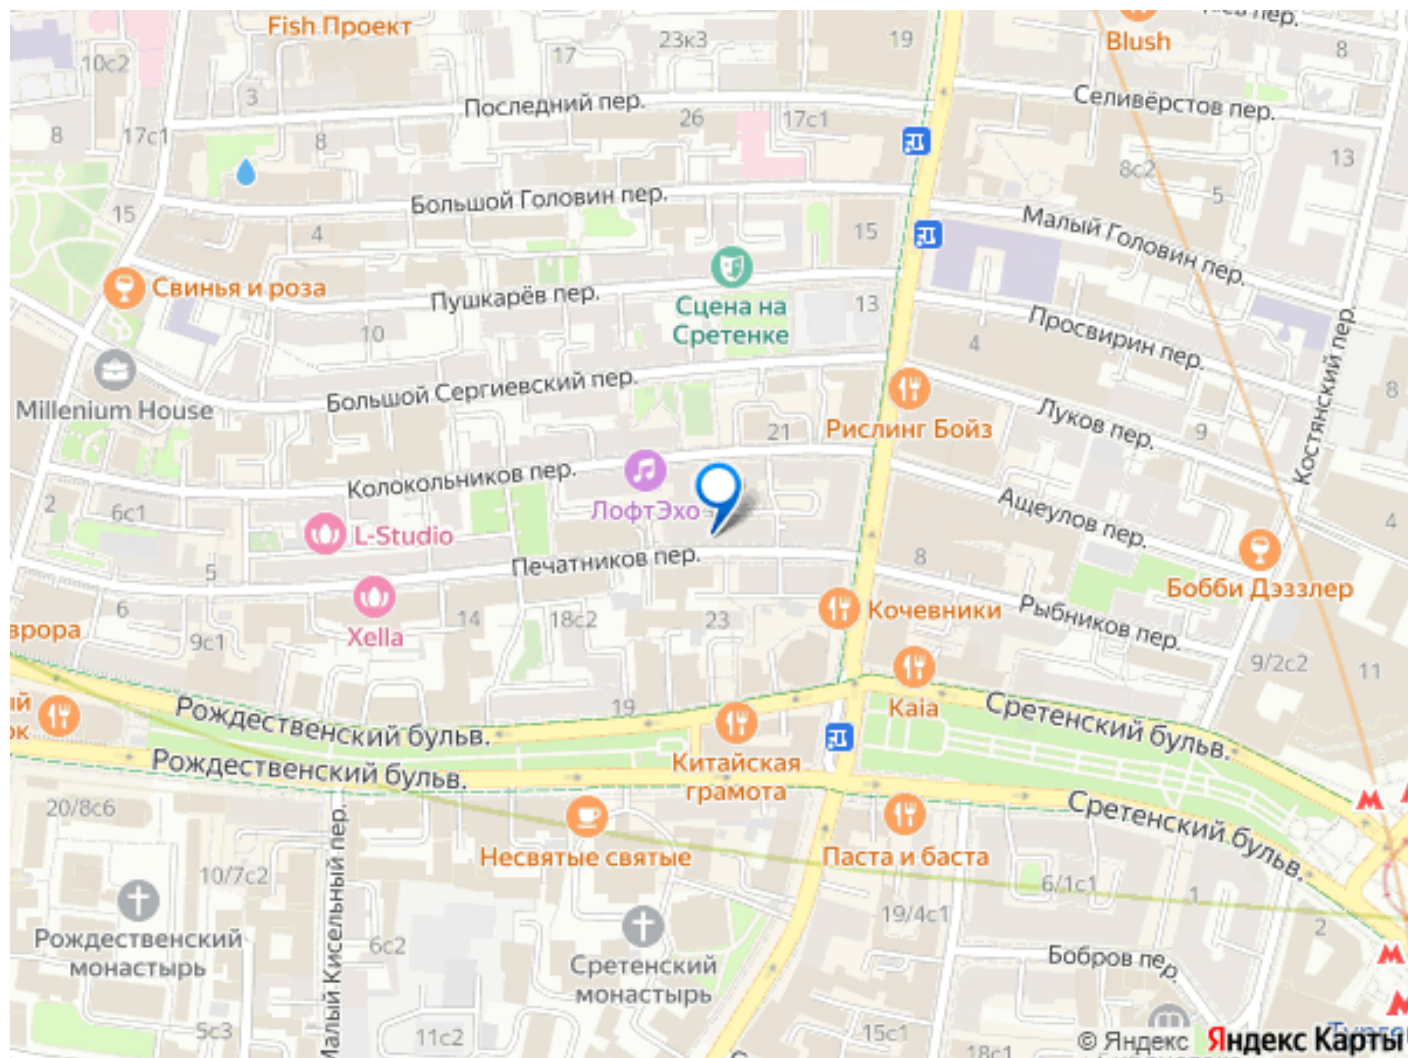 Fish Проект
23к3
19
Blush
8
10с2
17
3
Последний пер.
Селивёрстов пер.
8
17с1
8
26
17с1
13
8с2
5
Большой Головин пер.
15
4
15
Малый Головин пер.
Свинья и роза
Пушкарёв пер.
Сцена на
Сретенке
13
10
4
Просвирин пер.
Millenium House
Большой Сергиевский пер.
Рислинг Бойз
21
Луков пер.
9
8
Костянский пер.
Колокольников пер.
2
6с1
ЛофтЭхо
L-Studio
Ащеулов пер.
4
Печатников пер.
5
8
Бобби Дэззлер
6
Xella
14
18с2
23
Кочевники
Рыбников пер.
9с1
9/2с2
11
Рождественский бульв.
19
Kaia
Сретенский бульв.
Рождественский бульв.
Китайская
грамота
Сретенский бульв.
20/8с6
Малый Кисельный пер.
Несвятые святые
Паста и баста
10/7с2
6/1с1
1
19/4с1
2
Рождественский
монастырь
6с2
Сретенский
монастырь
Бобров пер.
5с3
11с2
15с1
18с1
© Яндекс Яндекс Карты